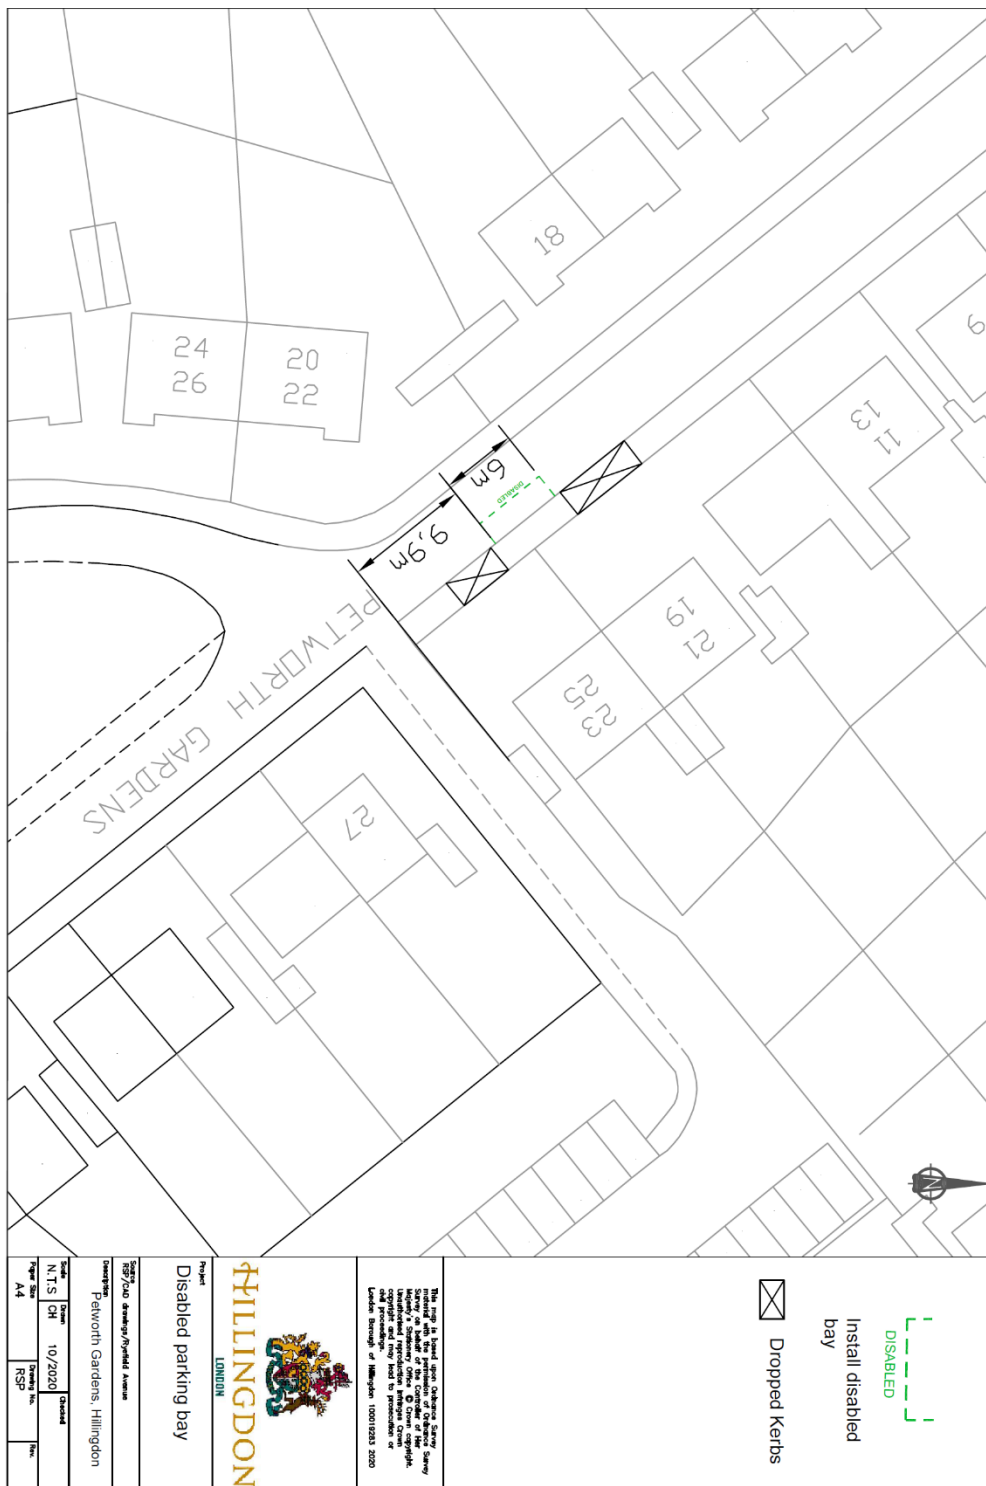 18
24
26
20
22
9
11
13
6m
DISABLED
9,9m
PETWORTH GARDENS
19
21
23
25
27
N
DISABLED
Install disabled
bay
Dropped Kerbs
This map is based upon Ordnance Survey
material with the permission of Ordnance Survey
Survey on behalf of the Controller of Her
Majesty's Stationery Office © Crown copyright.
Unauthorised reproduction infringes Crown
copyright and may lead to prosecution or
civil proceedings.
London Borough of Hillingdon 100019283 2020
HILLINGDON
LONDON
Project
Disabled parking bay
Source
RSP/CAD drawings/Ryefield Avenue
Description
Petworth Gardens, Hillingdon
Scale
N.T.S
Drawn
CH
10/2020
Checked
Paper Size
A4
Drawing No.
RSP
Rev.